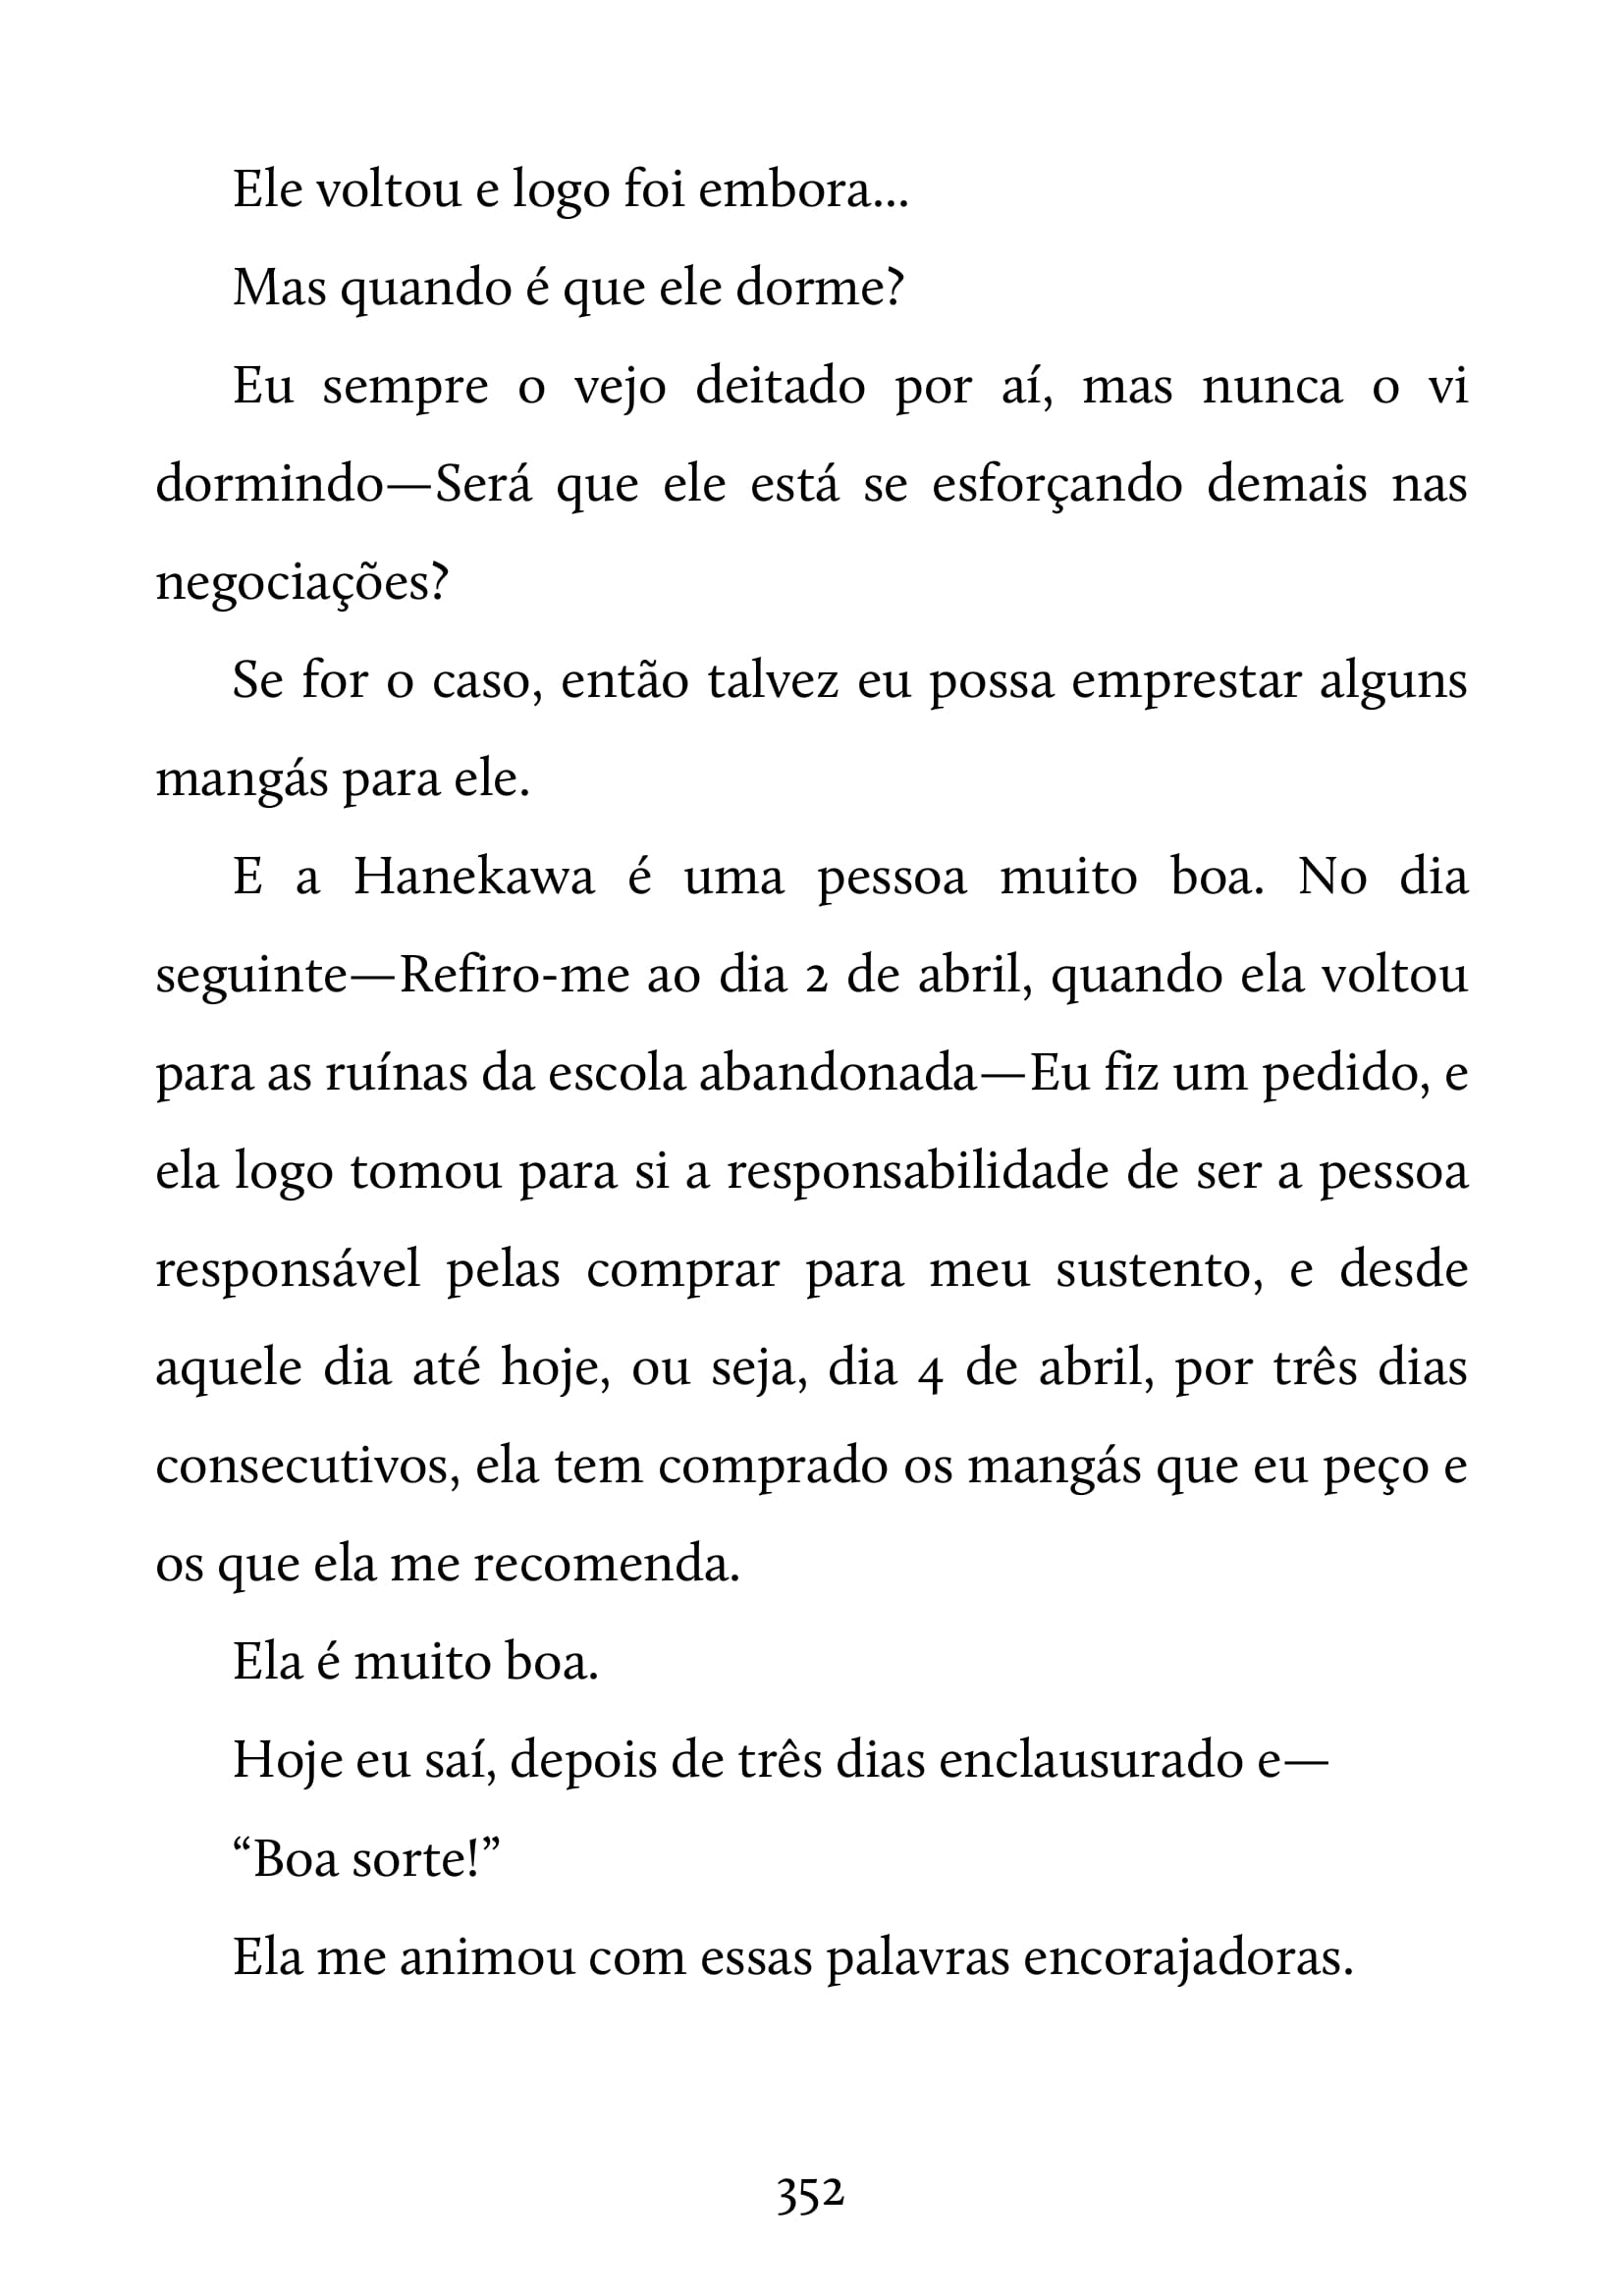 Ele voltou e logo foi embora...
Mas quando é que ele dorme?
Eu sempre o vejo deitado por aí, mas nunca o vi
dormindo—Será que ele está se esforçando demais nas
negociações?
Se for o caso, então talvez eu possa emprestar alguns
mangás para ele.
E a Hanekawa é uma pessoa muito boa. No dia
seguinte—Refiro-me ao dia 2 de abril, quando ela voltou
para as ruínas da escola abandonada—Eu fiz um pedido, e
ela logo tomou para si a responsabilidade de ser a pessoa
responsável pelas comprar para meu sustento, e desde
aquele dia até hoje, ou seja, dia 4 de abril, por três dias
consecutivos, ela tem comprado os mangás que eu peço e
os que ela me recomenda.
Ela é muito boa.
Hoje eu saí, depois de três dias enclausurado e—
“Boa sorte!”
Ela me animou com essas palavras encorajadoras.
352